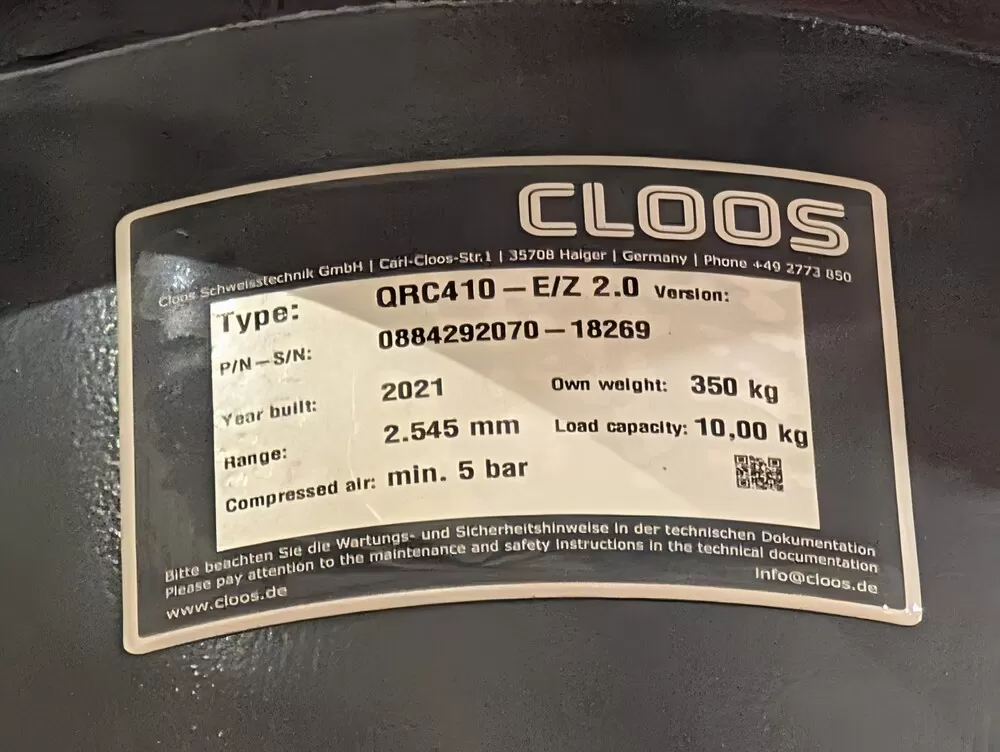 CLOOS
Cloos Schweisstechnik GmbH | Carl-Cloos-Str.1 | 35708 Haiger | Germany | Phone +49 2773 850
Type: QRC410 – E/Z 2.0 Version:
P/N – S/N: 0884292070 – 18269
Year built: 2021 Own weight: 350 kg
Range: 2.545 mm Load capacity: 10,00 kg
Compressed air: min. 5 bar
Bitte beachten Sie die Wartungs- und Sicherheitshinweise in der technischen Dokumentation
Please pay attention to the maintenance and safety instructions in the technical documentation
www.cloos.de info@cloos.de